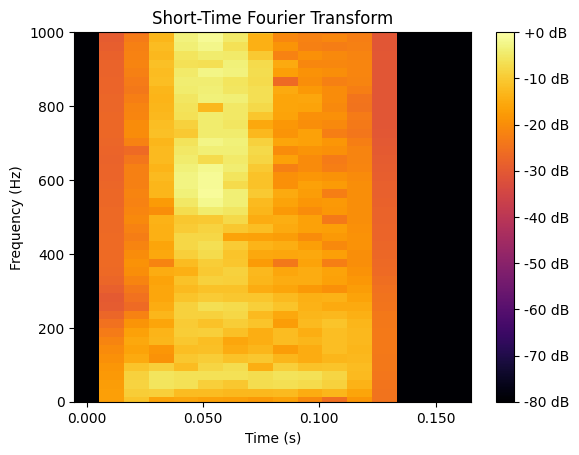 Short-Time Fourier Transform
1000
800
600
400
200
0
Frequency (Hz)
0.000
0.050
0.100
0.150
Time (s)
+0 dB
-10 dB
-20 dB
-30 dB
-40 dB
-50 dB
-60 dB
-70 dB
-80 dB